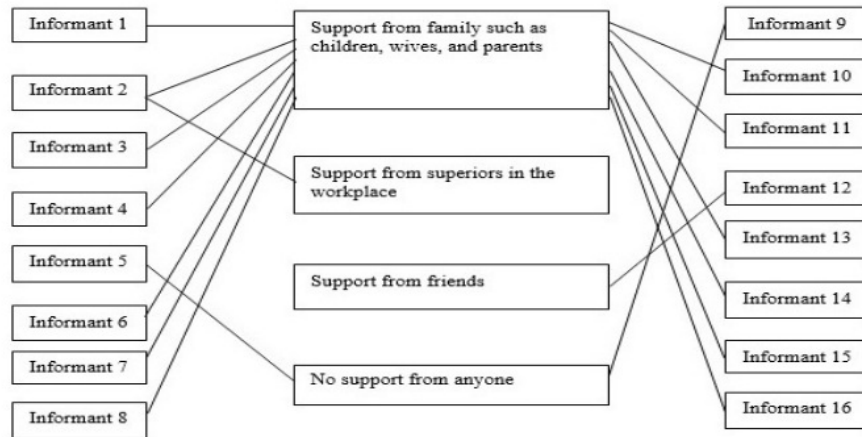 Informant 1
Informant 2
Informant 3
Informant 4
Informant 5
Informant 6
Informant 7
Informant 8
Support from family such as
children, wives, and parents
Support from superiors in the
workplace
Support from friends
No support from anyone
Informant 9
Informant 10
Informant 11
Informant 12
Informant 13
Informant 14
Informant 15
Informant 16